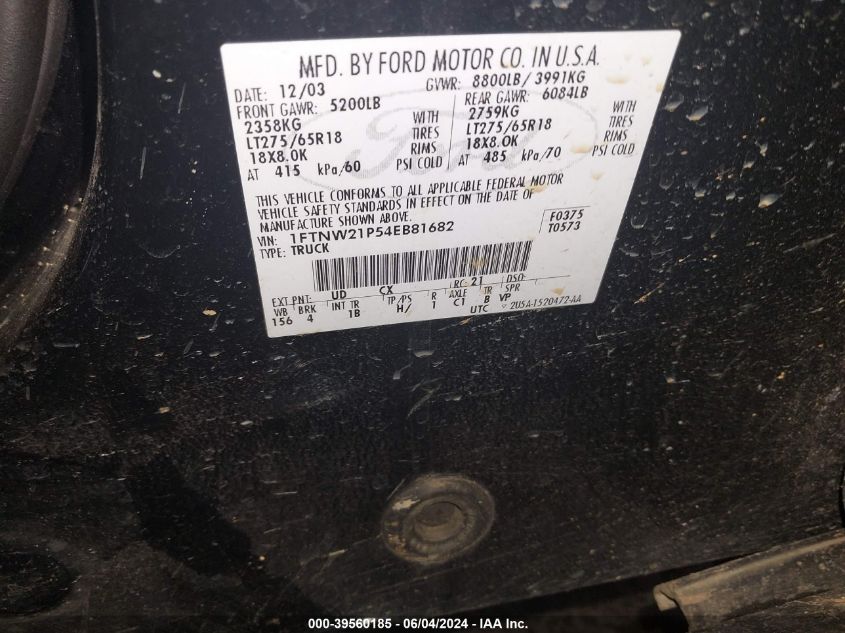 MFD. BY FORD MOTOR CO. IN U.S.A.
DATE: 12/03 GVWR: 8800LB/ 3991KG
FRONT GAWR: 5200LB REAR GAWR: 6084LB
2358KG WITH 2759KG WITH
LT275/65R18 TIRES LT275/65R18 TIRES
18X8.0K RIMS 18X8.0K RIMS
AT 415 kPa/60 PSI COLD AT 485 kPa/70 PSI COLD
THIS VEHICLE CONFORMS TO ALL APPLICABLE FEDERAL MOTOR
VEHICLE SAFETY STANDARDS IN EFFECT ON THE DATE OF
MANUFACTURE SHOWN ABOVE.
VIN: 1FTNW21P54EB81682 F0375
TYPE: TRUCK T0573
EXT PNT: UD CX RC: 21 DSO:
WB BRK INT TR TP/PS R AXLE TR SPR
156 4 1B H/ 1 C1 B VP
UTC 2U5A-1520472-AA
Ford
000-39560185 - 06/04/2024 - IAA Inc.